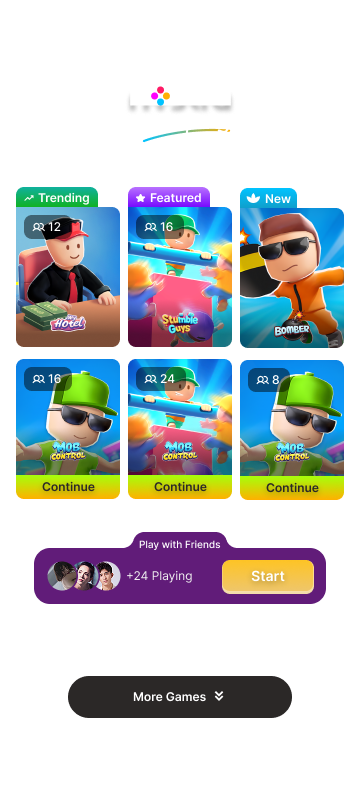 Trending
Featured
New
12
16
My
Hotel
Stumble
Guys
BOMBER
16
24
8
MOB
CONTROL
MOB
CONTROL
MOB
CONTROL
Continue
Continue
Continue
Play with Friends
+24 Playing
Start
More Games